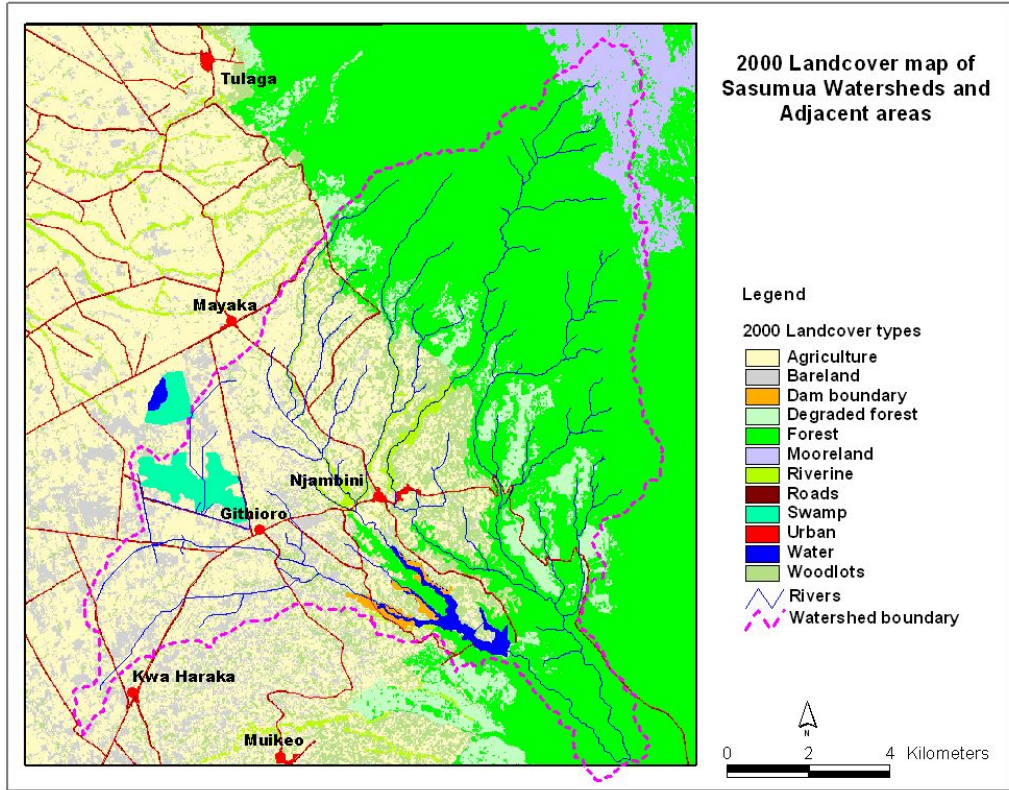 2000 Landcover map of
Sasumua Watersheds and
Adjacent areas
Tulaga
Mayaka
Njambini
Githioro
Kwa Haraka
Muikeo
Legend
2000 Landcover types
Agriculture
Bareland
Dam boundary
Degraded forest
Forest
Mooreland
Riverine
Roads
Swamp
Urban
Water
Woodlots
Rivers
Watershed boundary
N
0 2 4 Kilometers